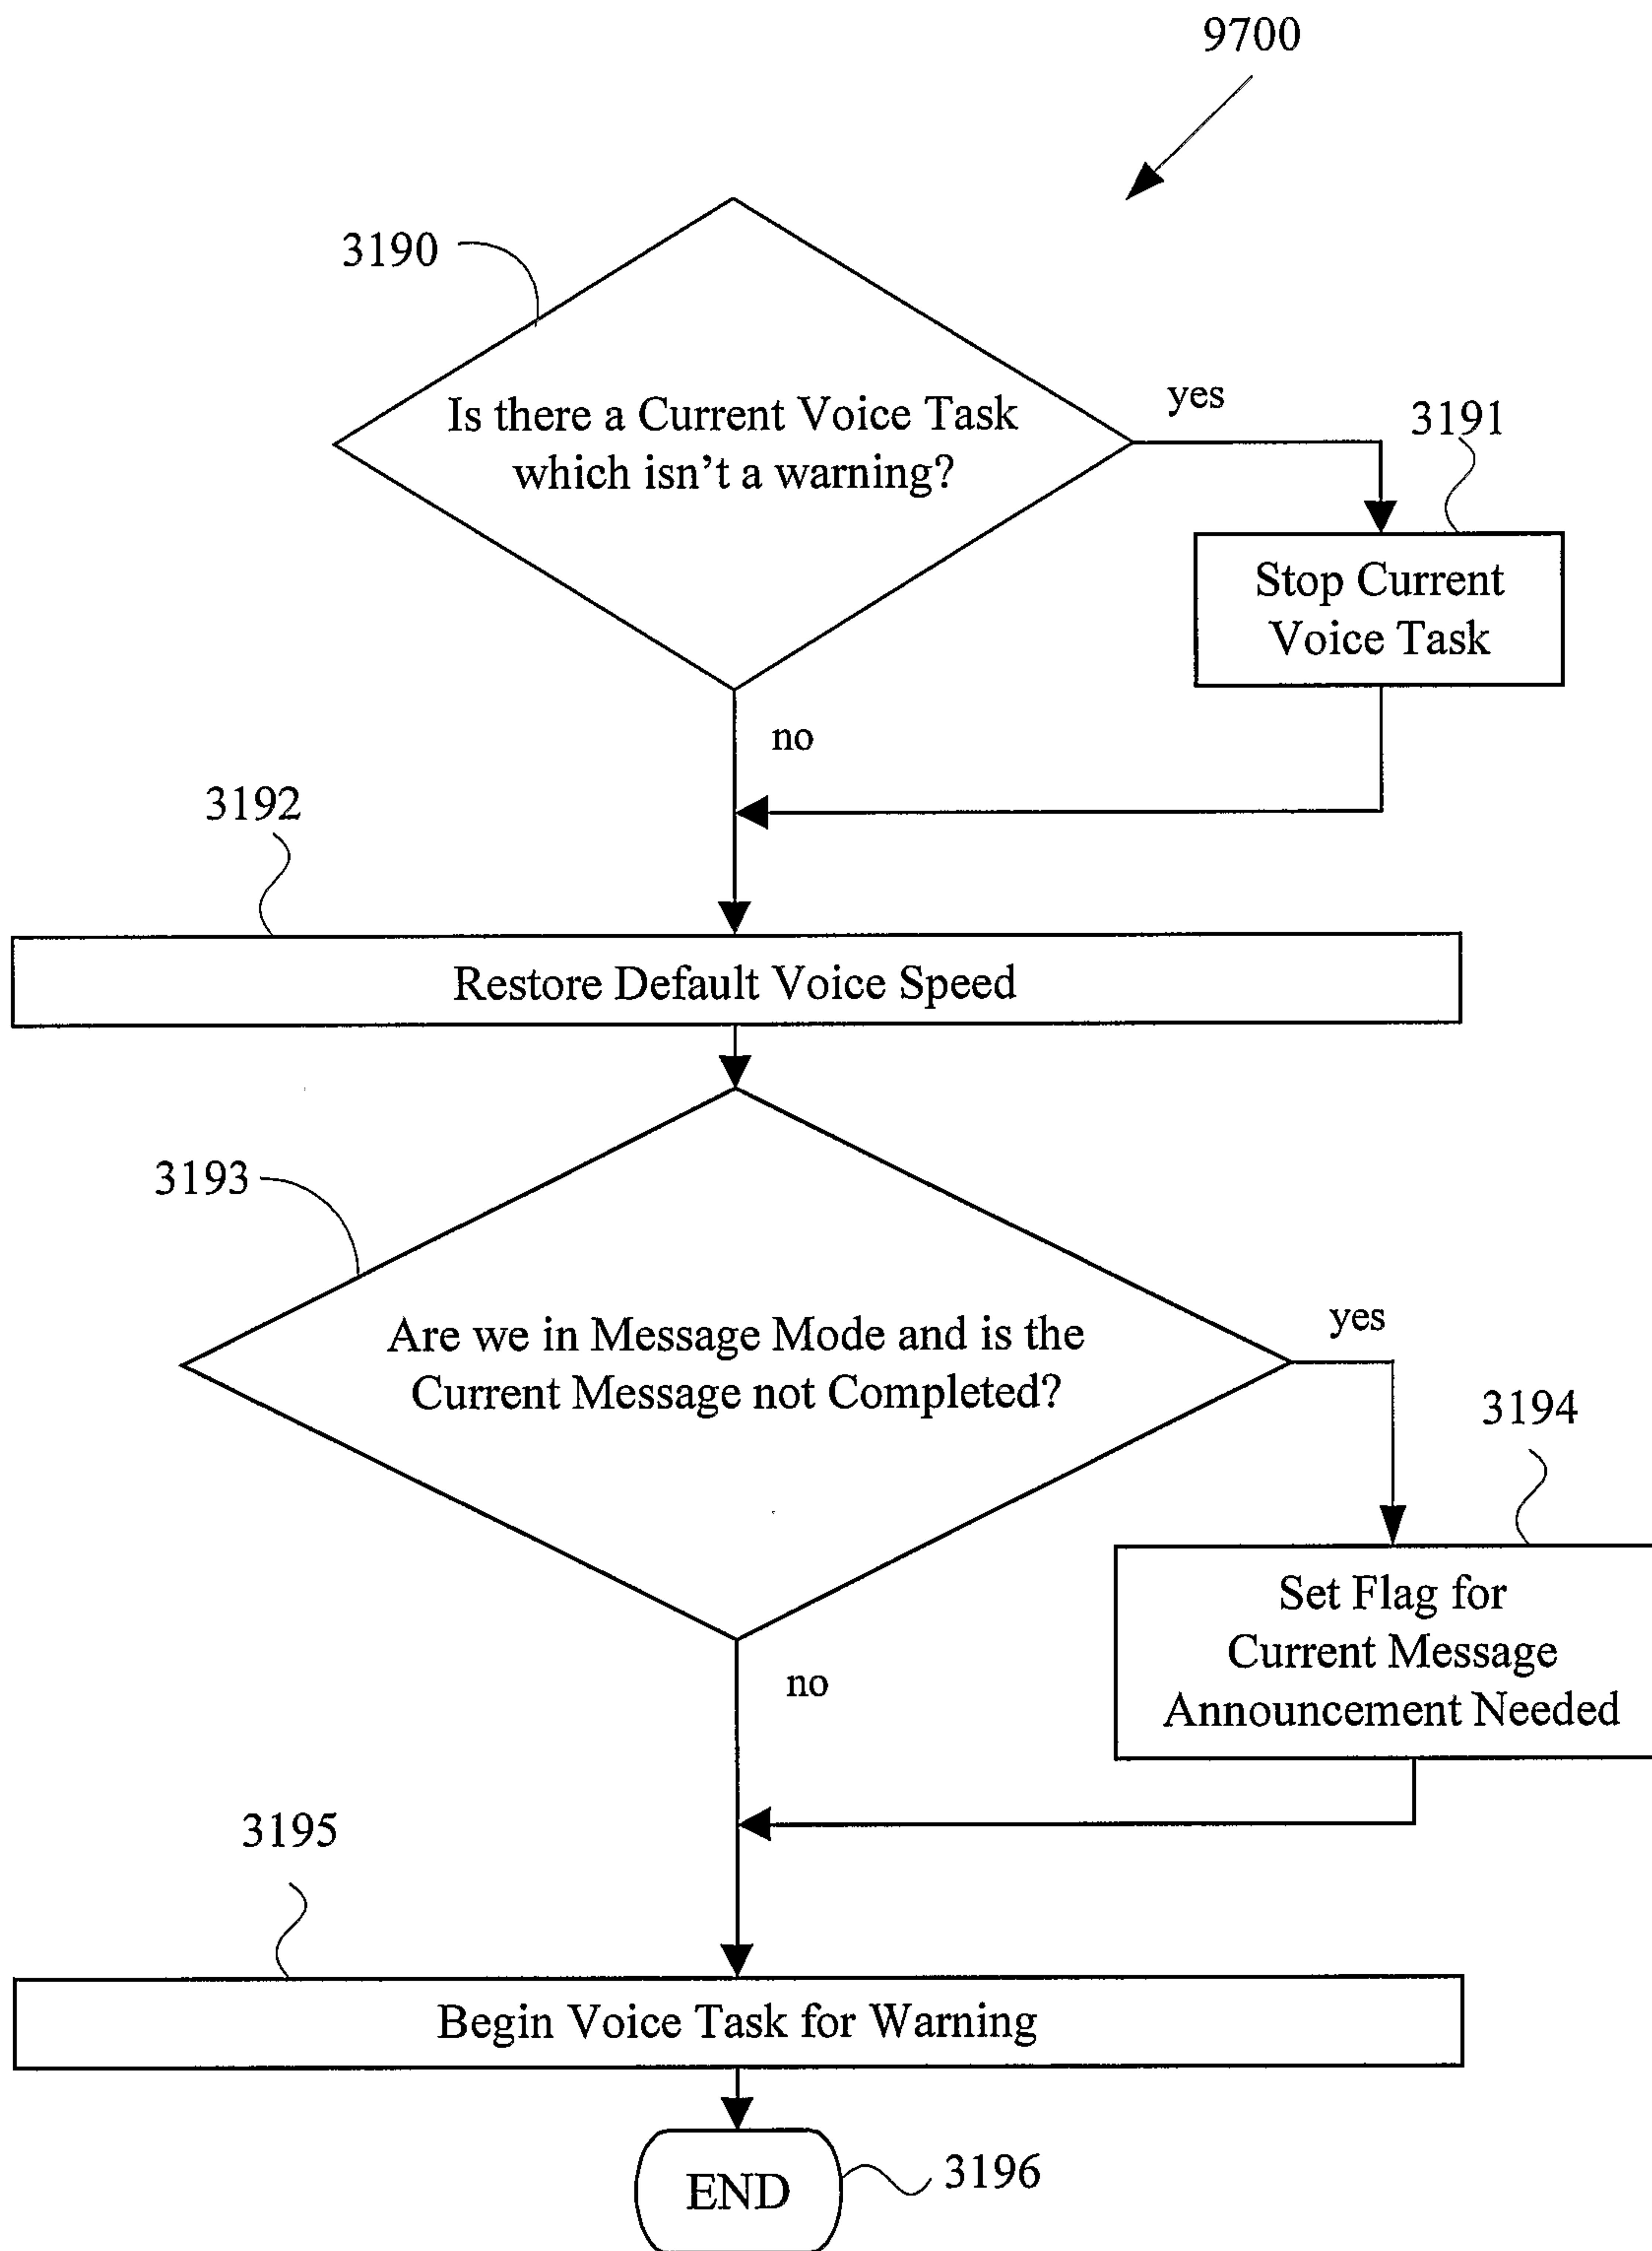 9700
3190
Is there a Current Voice Task
which isn't a warning?
yes
3191
Stop Current
Voice Task
no
3192
Restore Default Voice Speed
3193
Are we in Message Mode and is the
Current Message not Completed?
yes
3194
Set Flag for
Current Message
Announcement Needed
no
3195
Begin Voice Task for Warning
END
3196